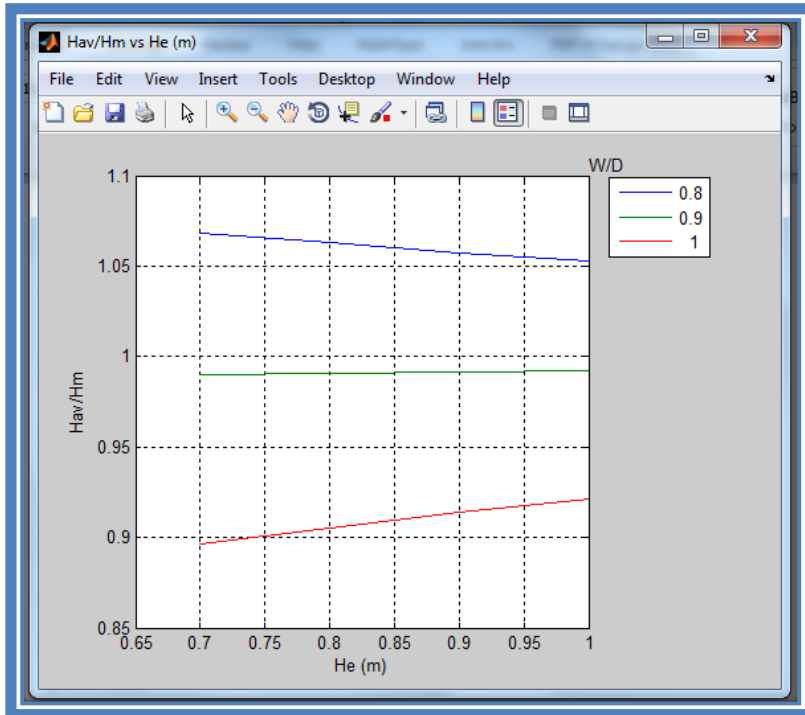 Hav/Hm vs He (m)
File Edit View Insert Tools Desktop Window Help
W/D
0.8
0.9
1
1.1
1.05
1
0.95
0.9
0.85
Hav/Hm
0.65 0.7 0.75 0.8 0.85 0.9 0.95 1
He (m)